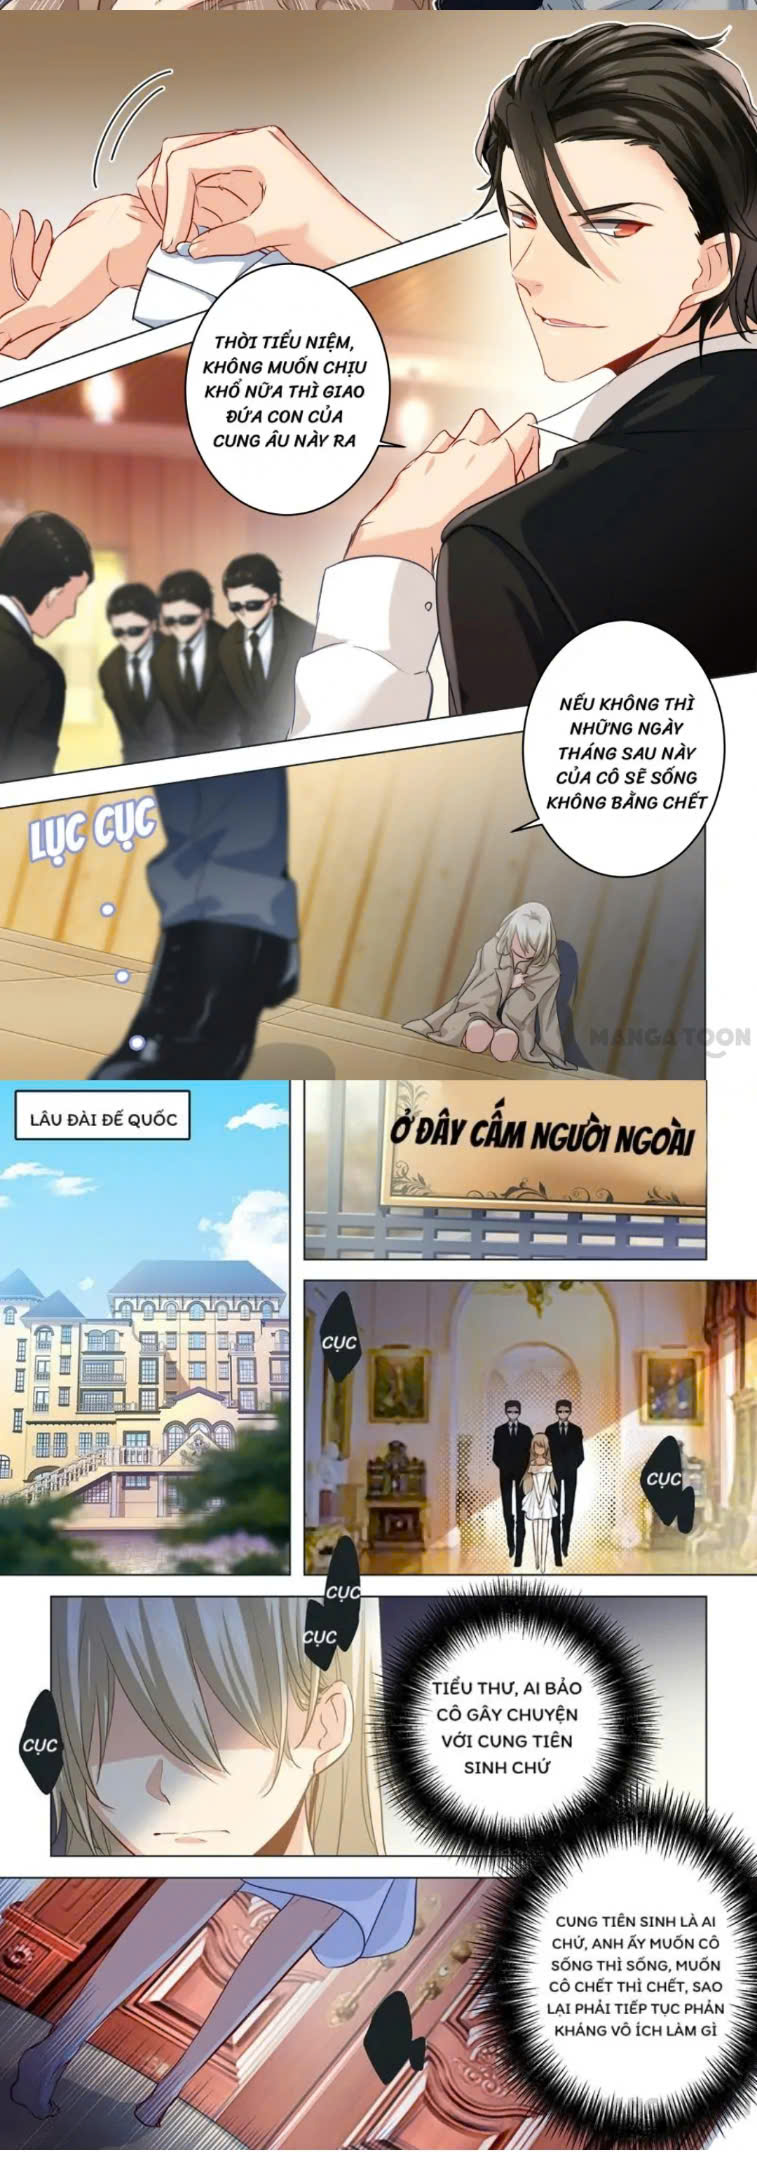 THỜI TIỂU NIỆM,
KHÔNG MUỐN CHỊU
KHỔ NỮA THÌ GIAO
ĐỨA CON CỦA
CUNG ÂU NÀY RA
NẾU KHÔNG THÌ
NHỮNG NGÀY
THÁNG SAU NÀY
CỦA CÔ SẼ SỐNG
KHÔNG BẰNG CHẾT
LỤC CỤC
MANGATOON
LÂU ĐÀI ĐẾ QUỐC
Ở ĐÂY CẤM NGƯỜI NGOÀI
CỤC
CỤC
CỤC
CỤC
CỤC
TIỂU THƯ, AI BẢO
CÔ GÂY CHUYỆN
VỚI CUNG TIÊN
SINH CHỨ
CUNG TIÊN SINH LÀ AI
CHỨ, ANH ẤY MUỐN CÔ
SỐNG THÌ SỐNG, MUỐN
CÔ CHẾT THÌ CHẾT, SAO
LẠI PHẢI TIẾP TỤC PHẢN
KHÁNG VÔ ÍCH LÀM GÌ